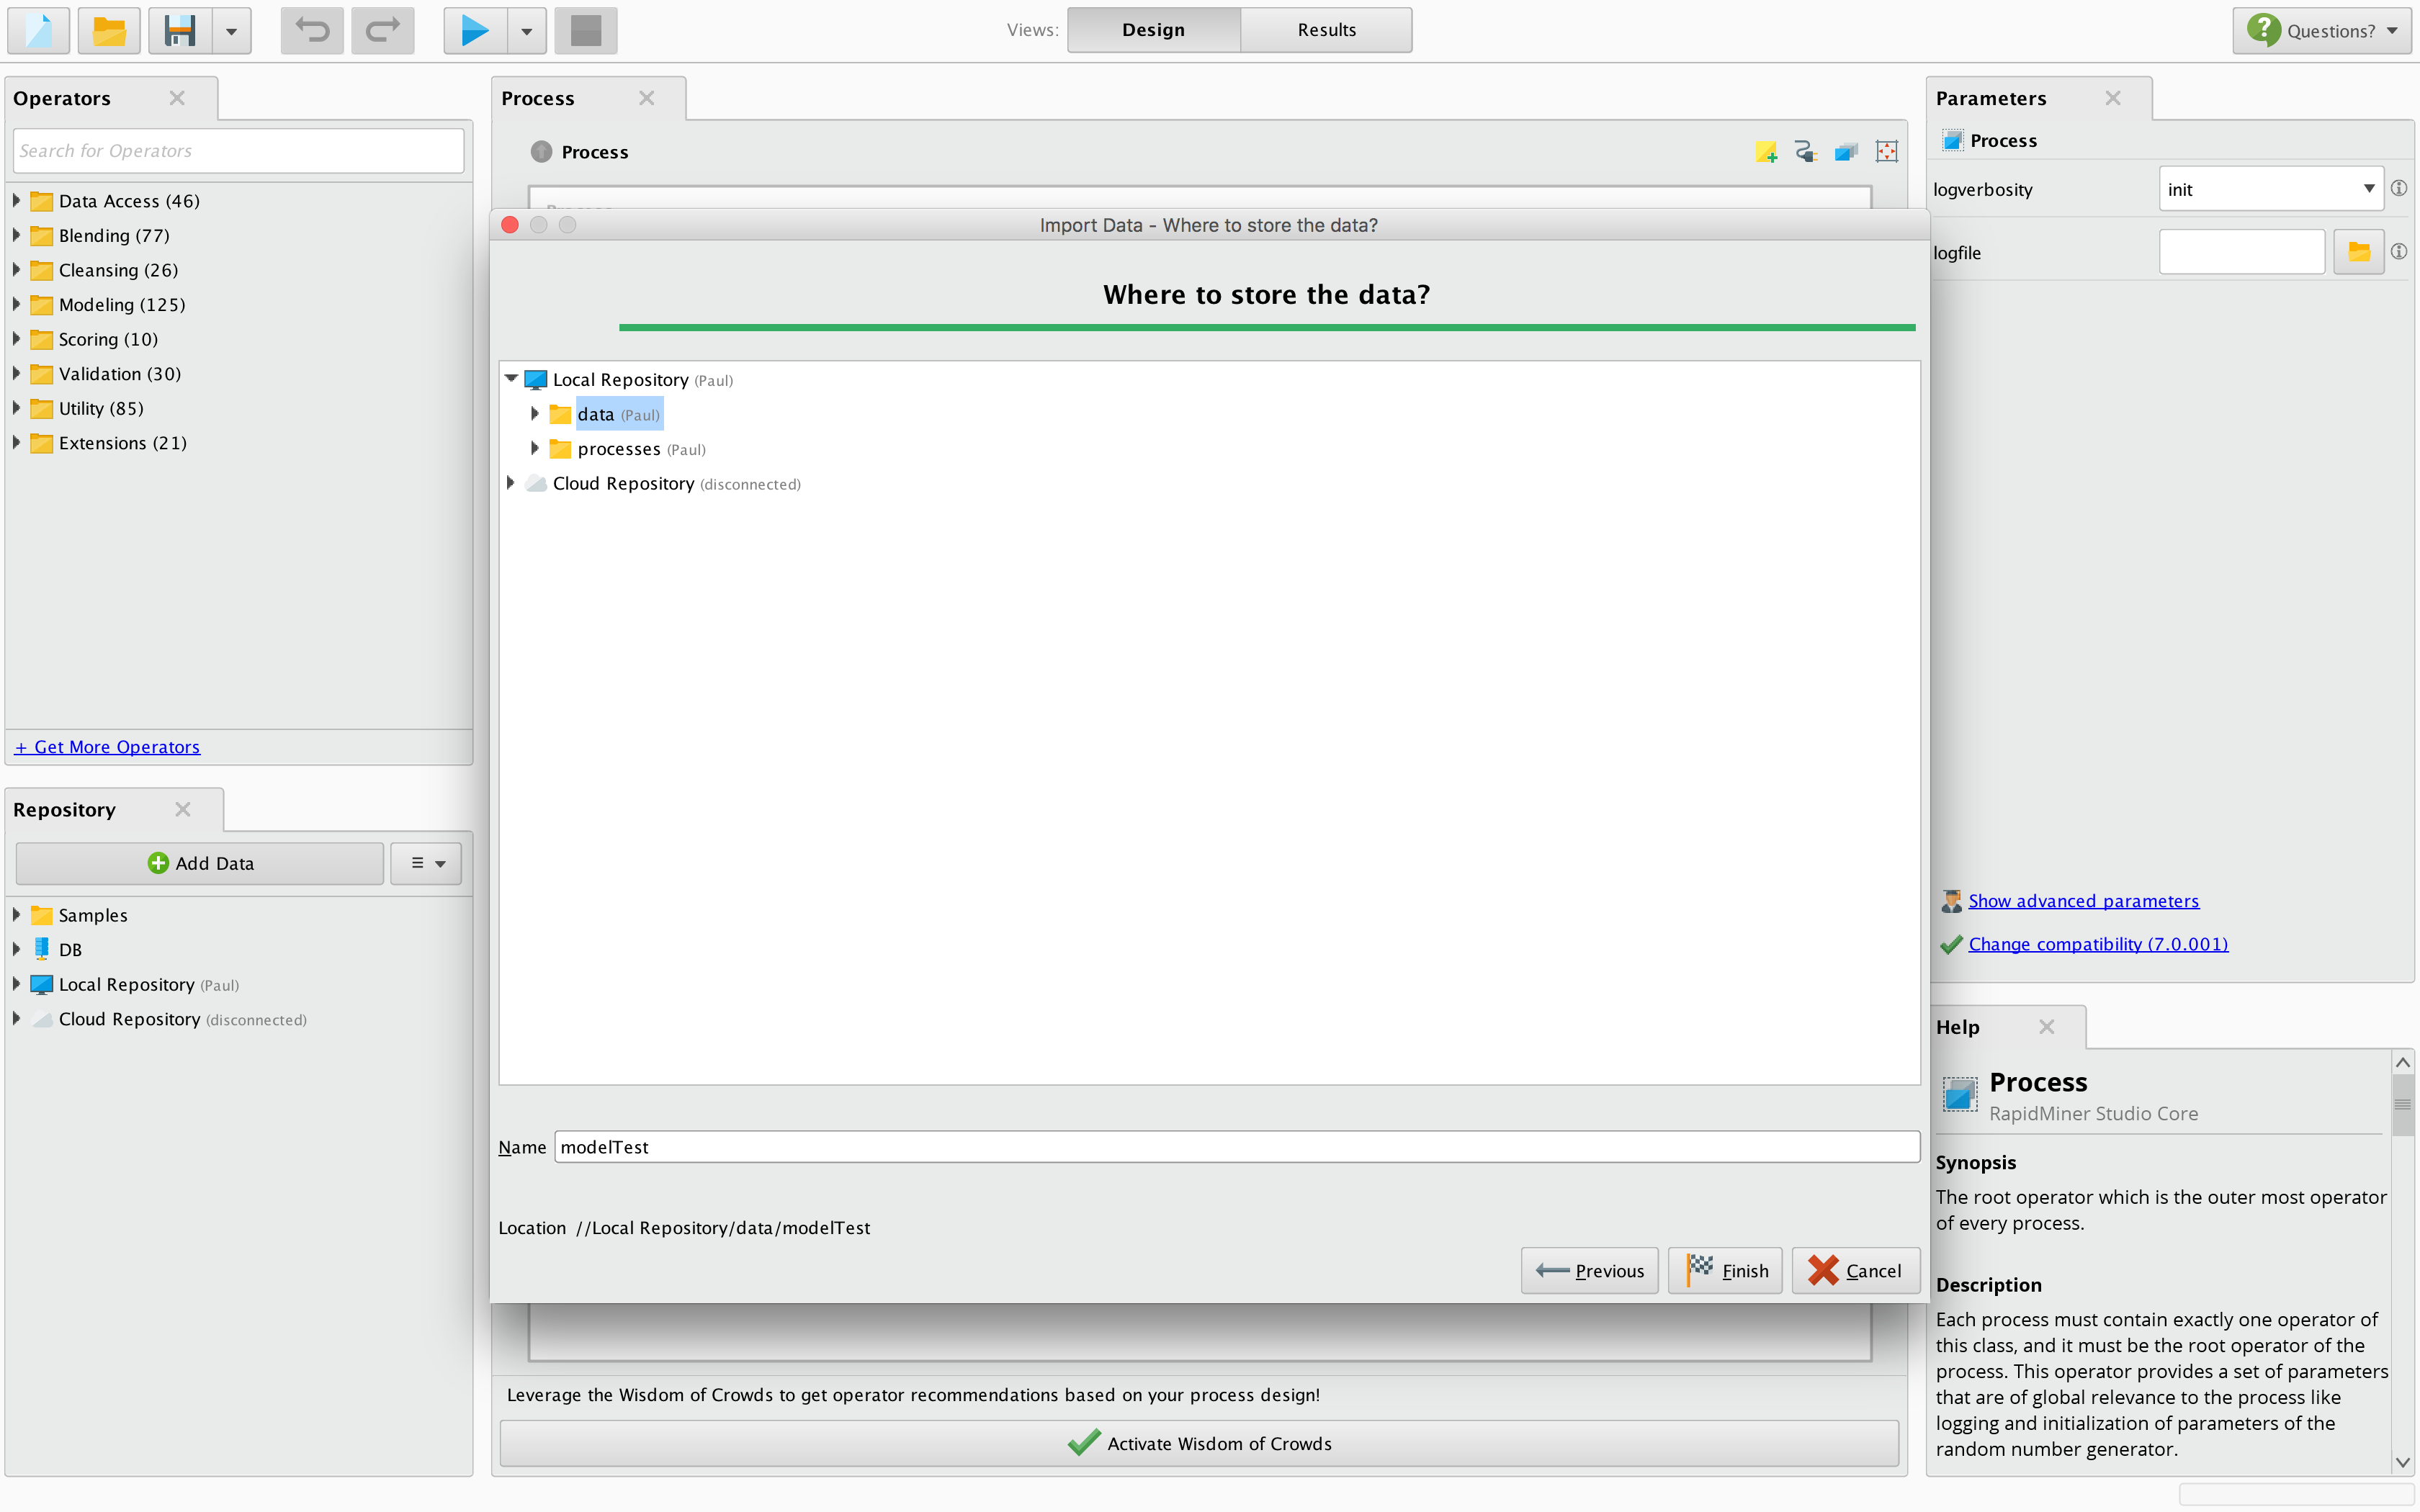 Views:
Design
Results
Questions?
Operators
Search for Operators
Data Access (46)
Blending (77)
Cleansing (26)
Modeling (125)
Scoring (10)
Validation (30)
Utility (85)
Extensions (21)
+ Get More Operators
Repository
Add Data
Samples
DB
Local Repository (Paul)
Cloud Repository (disconnected)
Process
Process
Import Data - Where to store the data?
Where to store the data?
Local Repository (Paul)
data (Paul)
processes (Paul)
Cloud Repository (disconnected)
Name modelTest
Location //Local Repository/data/modelTest
Previous
Finish
Cancel
Leverage the Wisdom of Crowds to get operator recommendations based on your process design!
Activate Wisdom of Crowds
Parameters
Process
logverbosity
init
logfile
Show advanced parameters
Change compatibility (7.0.001)
Help
Process
RapidMiner Studio Core
Synopsis
The root operator which is the outer most operator
of every process.
Description
Each process must contain exactly one operator of
this class, and it must be the root operator of the
process. This operator provides a set of parameters
that are of global relevance to the process like
logging and initialization of parameters of the
random number generator.